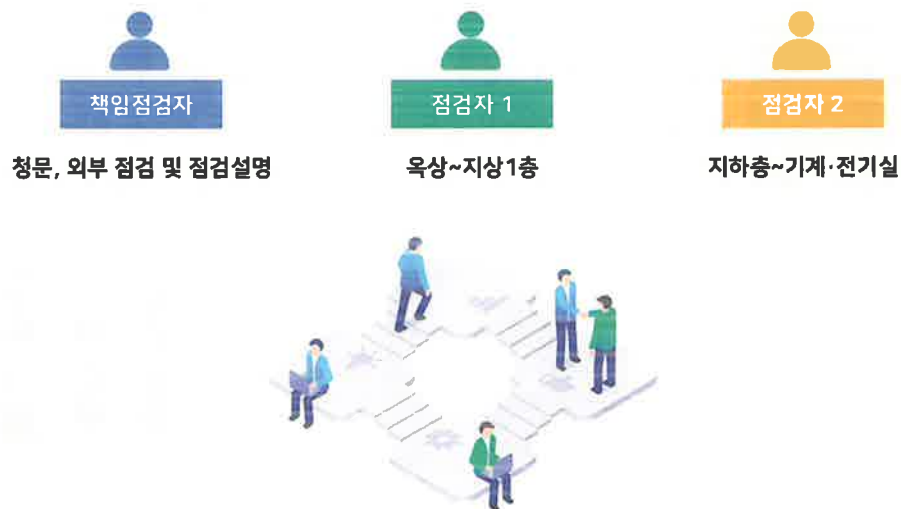 책임점검자
점검자 1
점검자 2
청문, 외부 점검 및 점검설명
옥상~지상1층
지하층~기계·전기실